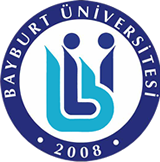 BAYBURT ÜNİVERSİTESİ
• 2008 •